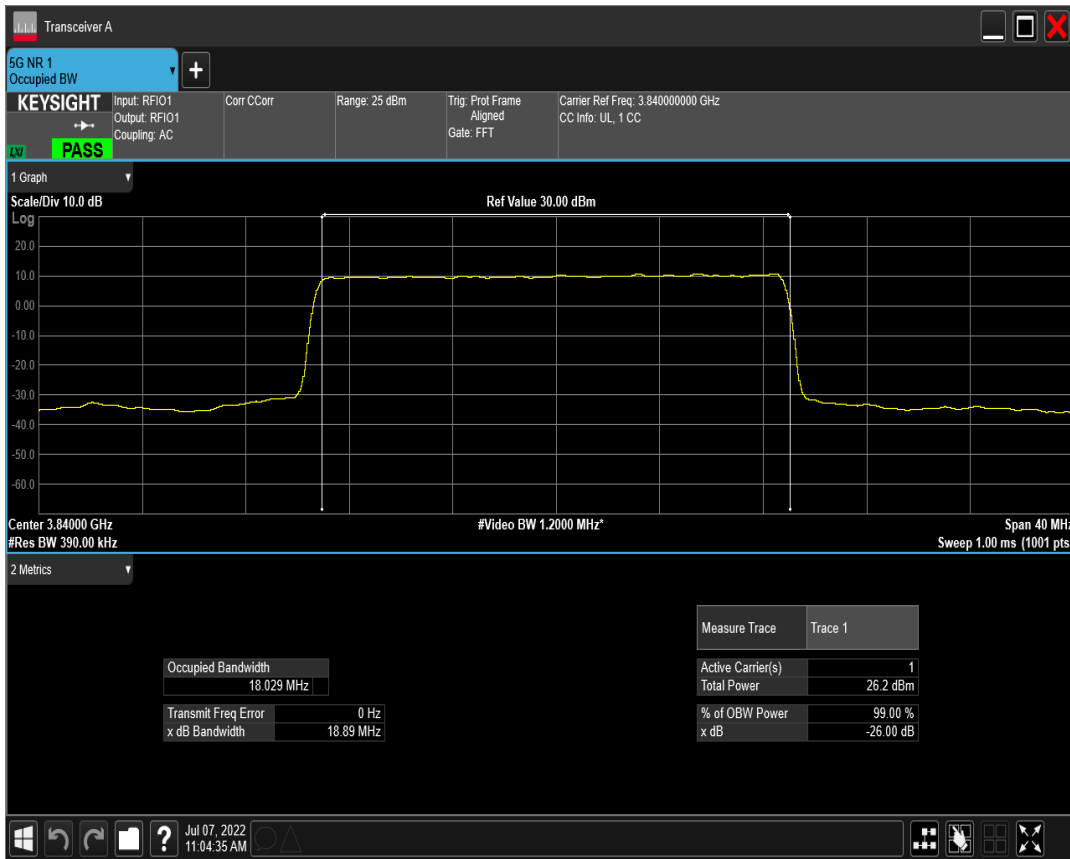 Transceiver A
5G NR 1
Occupied BW
KEYSIGHT
LXI
PASS
Input: RFIO1
Output: RFIO1
Coupling: AC
Corr CCorr
Range: 25 dBm
Trig: Prot Frame
Aligned
Gate: FFT
Carrier Ref Freq: 3.840000000 GHz
CC Info: UL, 1 CC
1 Graph
Scale/Div 10.0 dB
Ref Value 30.00 dBm
Log
20.0
10.0
0.00
-10.0
-20.0
-30.0
-40.0
-50.0
-60.0
Center 3.84000 GHz
#Video BW 1.2000 MHz*
Span 40 MHz
#Res BW 390.00 kHz
Sweep 1.00 ms (1001 pts
2 Metrics
Measure Trace Trace 1
Occupied Bandwidth
18.029 MHz
Active Carrier(s) 1
Total Power 26.2 dBm
Transmit Freq Error 0 Hz
x dB Bandwidth 18.89 MHz
% of OBW Power 99.00 %
x dB -26.00 dB
?
Jul 07, 2022
11:04:35 AM